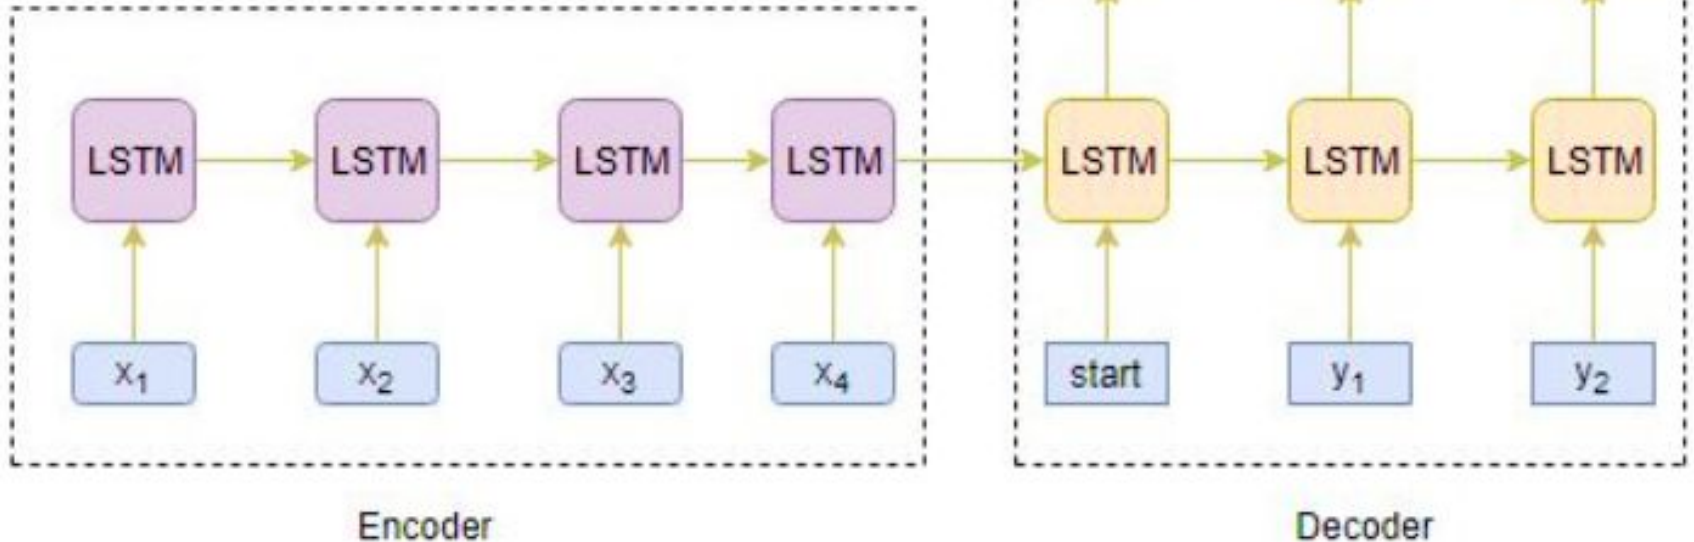 LSTM LSTM LSTM LSTM LSTM LSTM LSTM
x₁ x₂ x₃ x₄ start y₁ y₂
Encoder Decoder